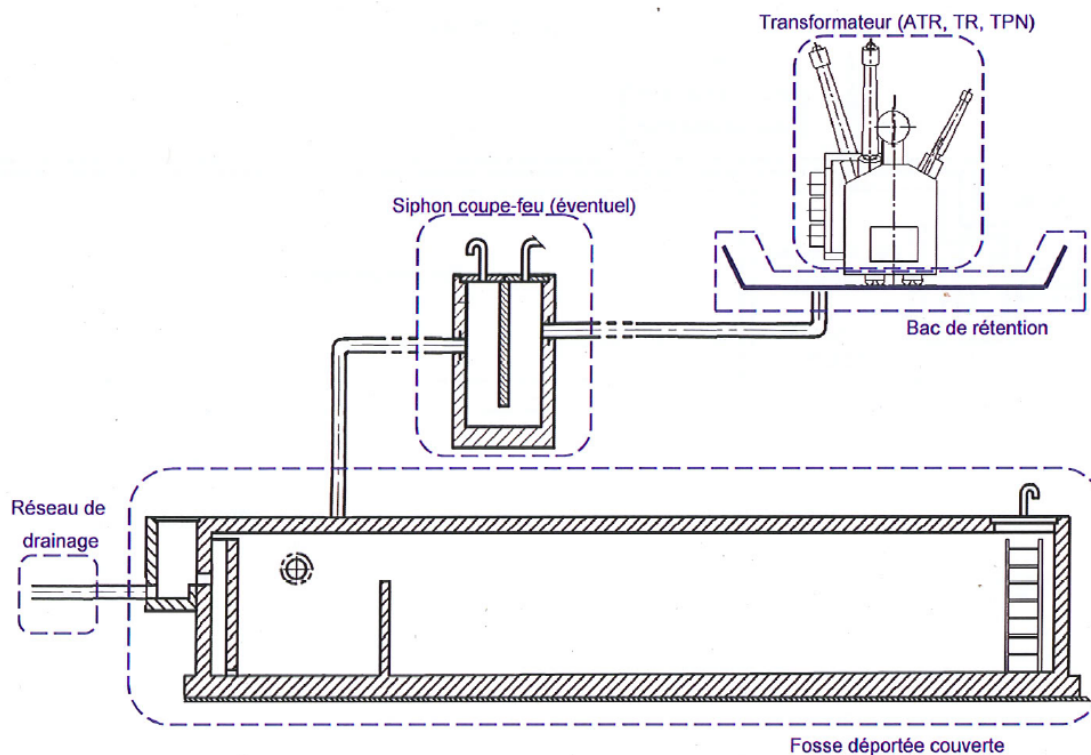 Transformateur (ATR, TR, TPN)
Siphon coupe-feu (éventuel)
Bac de rétention
Réseau de
drainage
Fosse déportée couverte